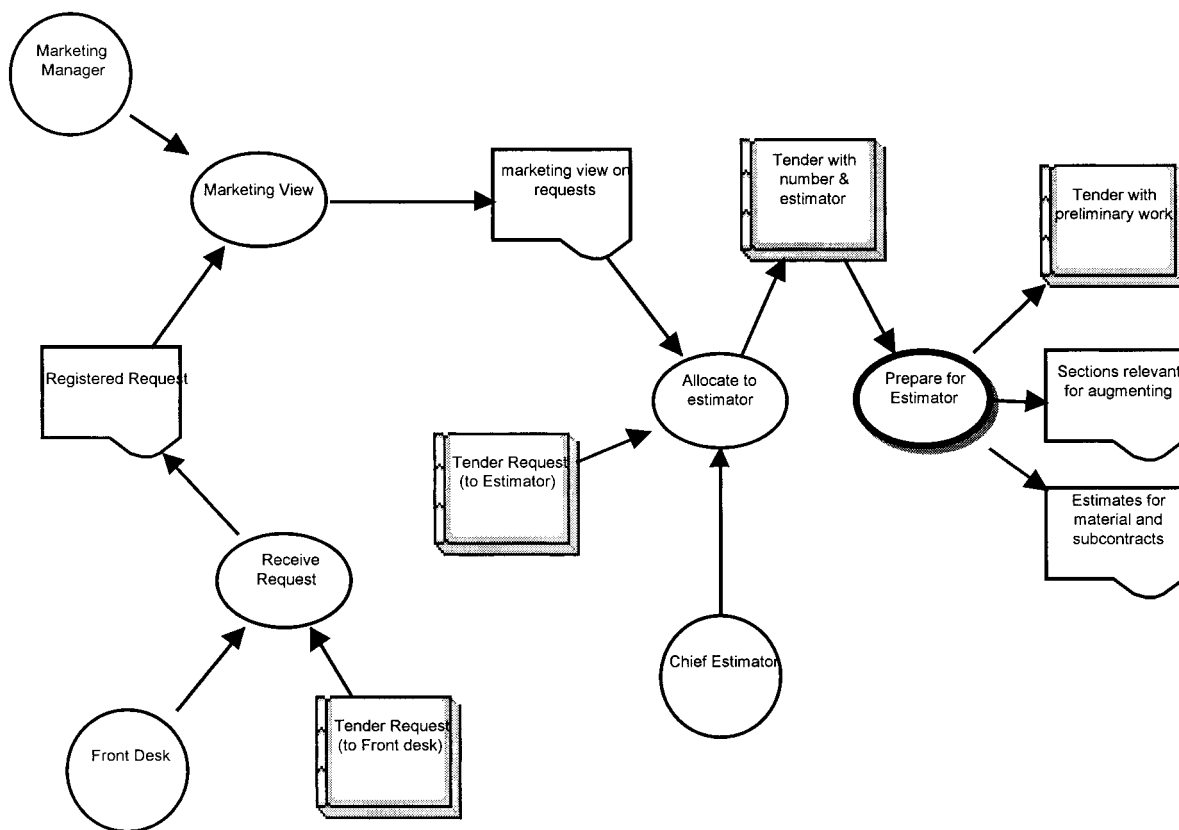 Marketing
Manager
Marketing View
marketing view on
requests
Tender with
number &
estimator
Tender with
preliminary work
Registered Request
Allocate to
estimator
Prepare for
Estimator
Sections relevant
for augmenting
Tender Request
(to Estimator)
Estimates for
material and
subcontracts
Receive
Request
Chief Estimator
Front Desk
Tender Request
(to Front desk)